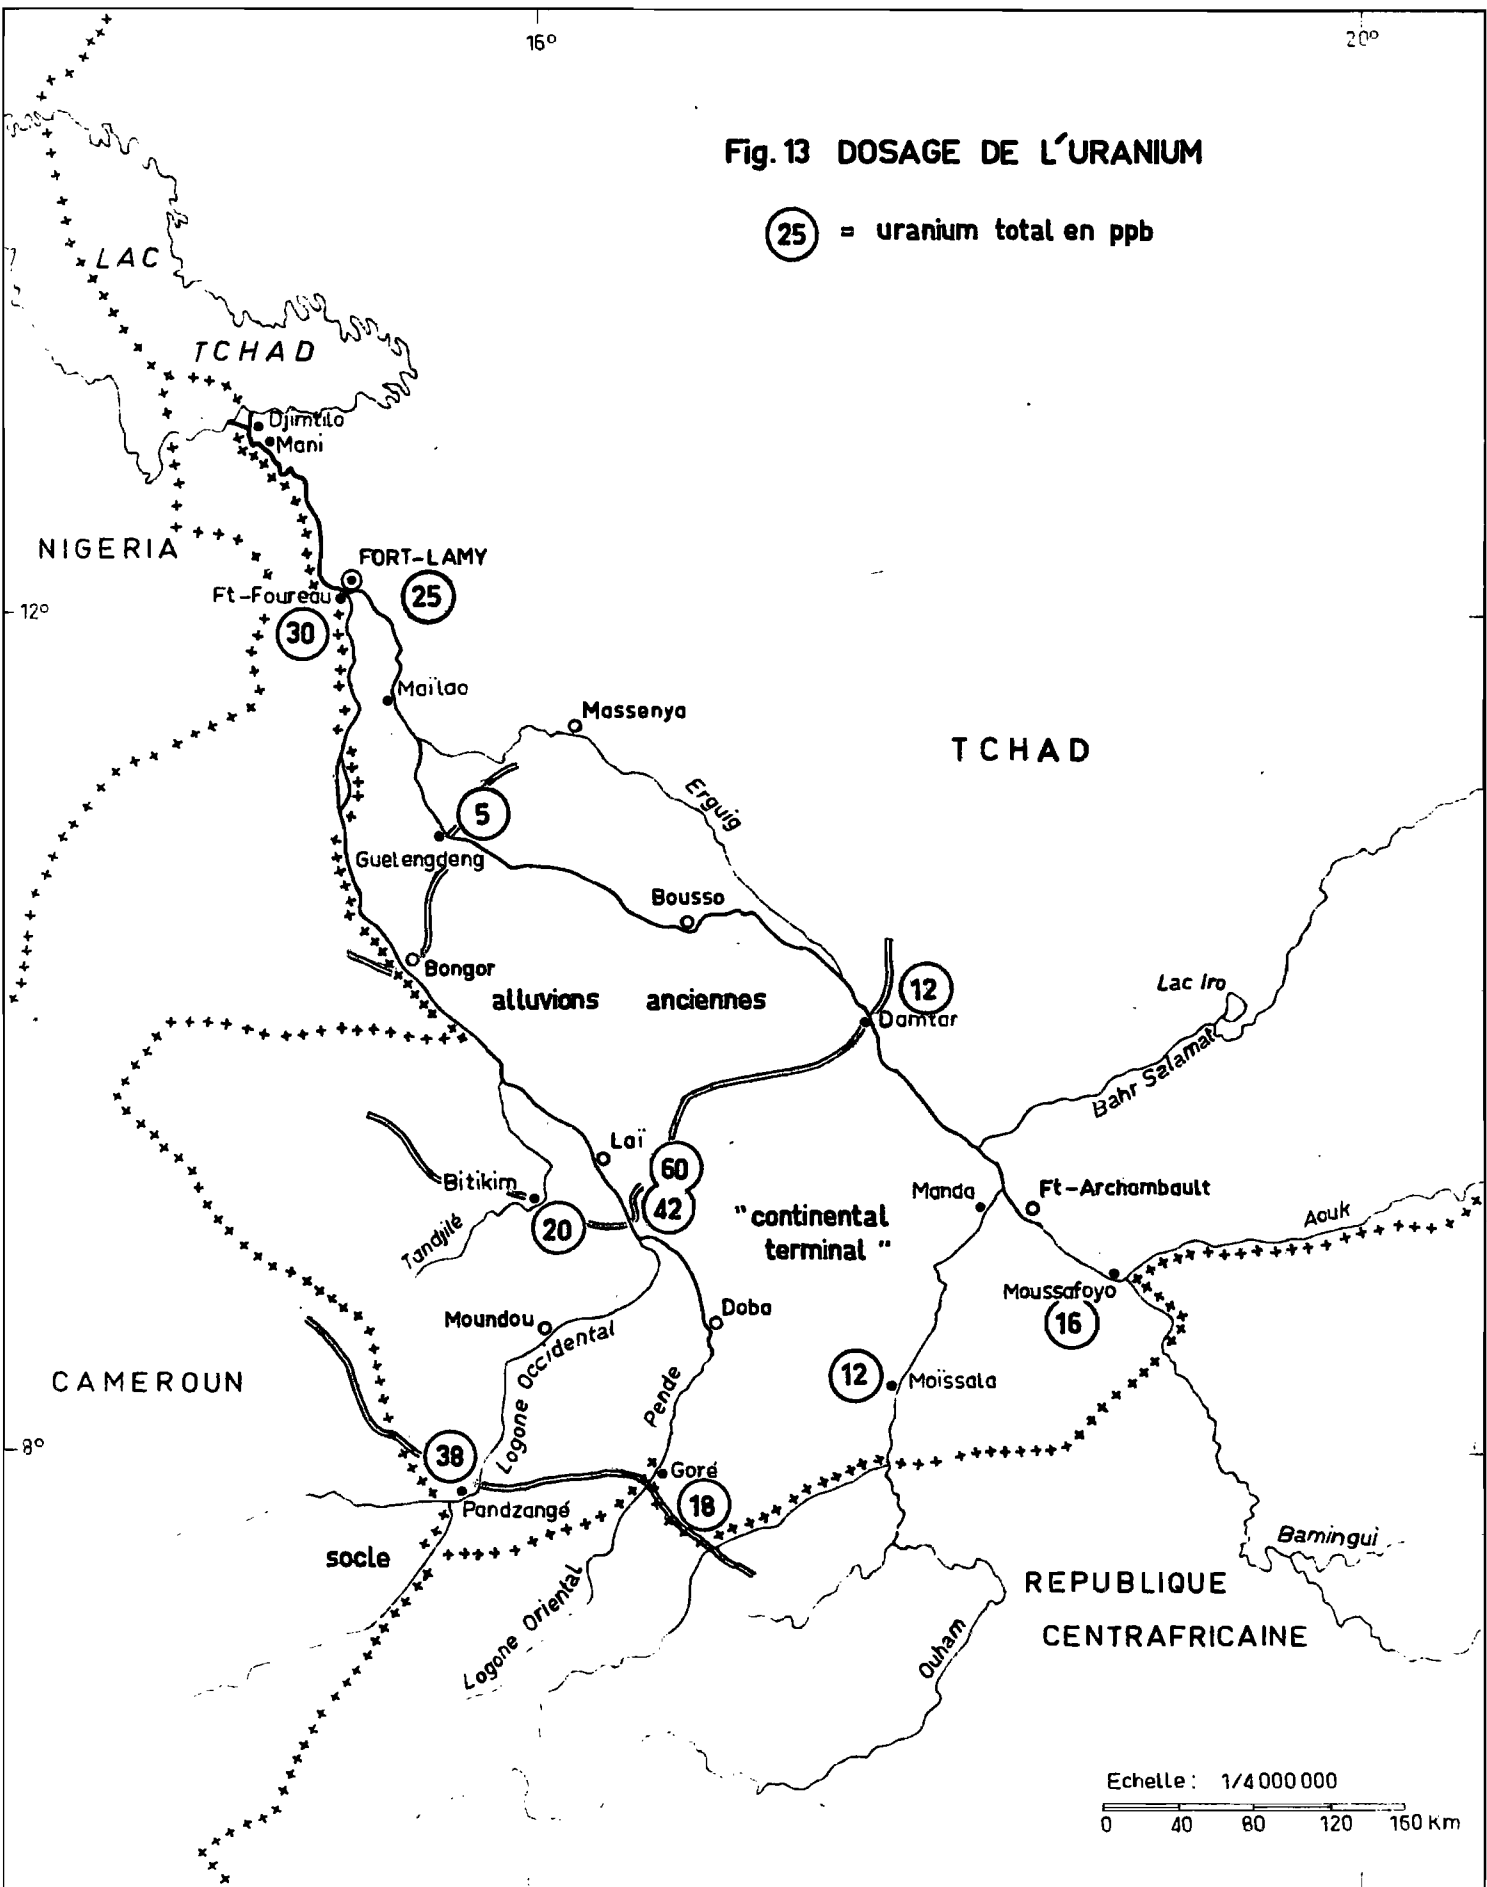 16°
20°
Fig. 13 DOSAGE DE L'URANIUM
25 = uranium total en ppb
LAC
TCHAD
Djimtilo
Mani
NIGERIA
FORT-LAMY
Ft-Foureau
25
12°
30
Maïlao
Massenya
TCHAD
Erguig
5
Guelengdeng
Bousso
Bongor
alluvions anciennes
12
Lac Iro
Damtar
Bahr Salamat
Laï
60
Bitikim
42
Manda
Ft-Archambault
20
"continental
terminal"
Aouk
Tandjilé
Moussafoyo
Moundou
Doba
16
Logone Occidental
CAMEROUN
Pende
12
Moïssala
8°
38
Goré
Pandzangé
18
socle
Bamingui
Logone Oriental
REPUBLIQUE
CENTRAFRICAINE
Ouham
Echelle: 1/4 000 000
0 40 80 120 160 Km